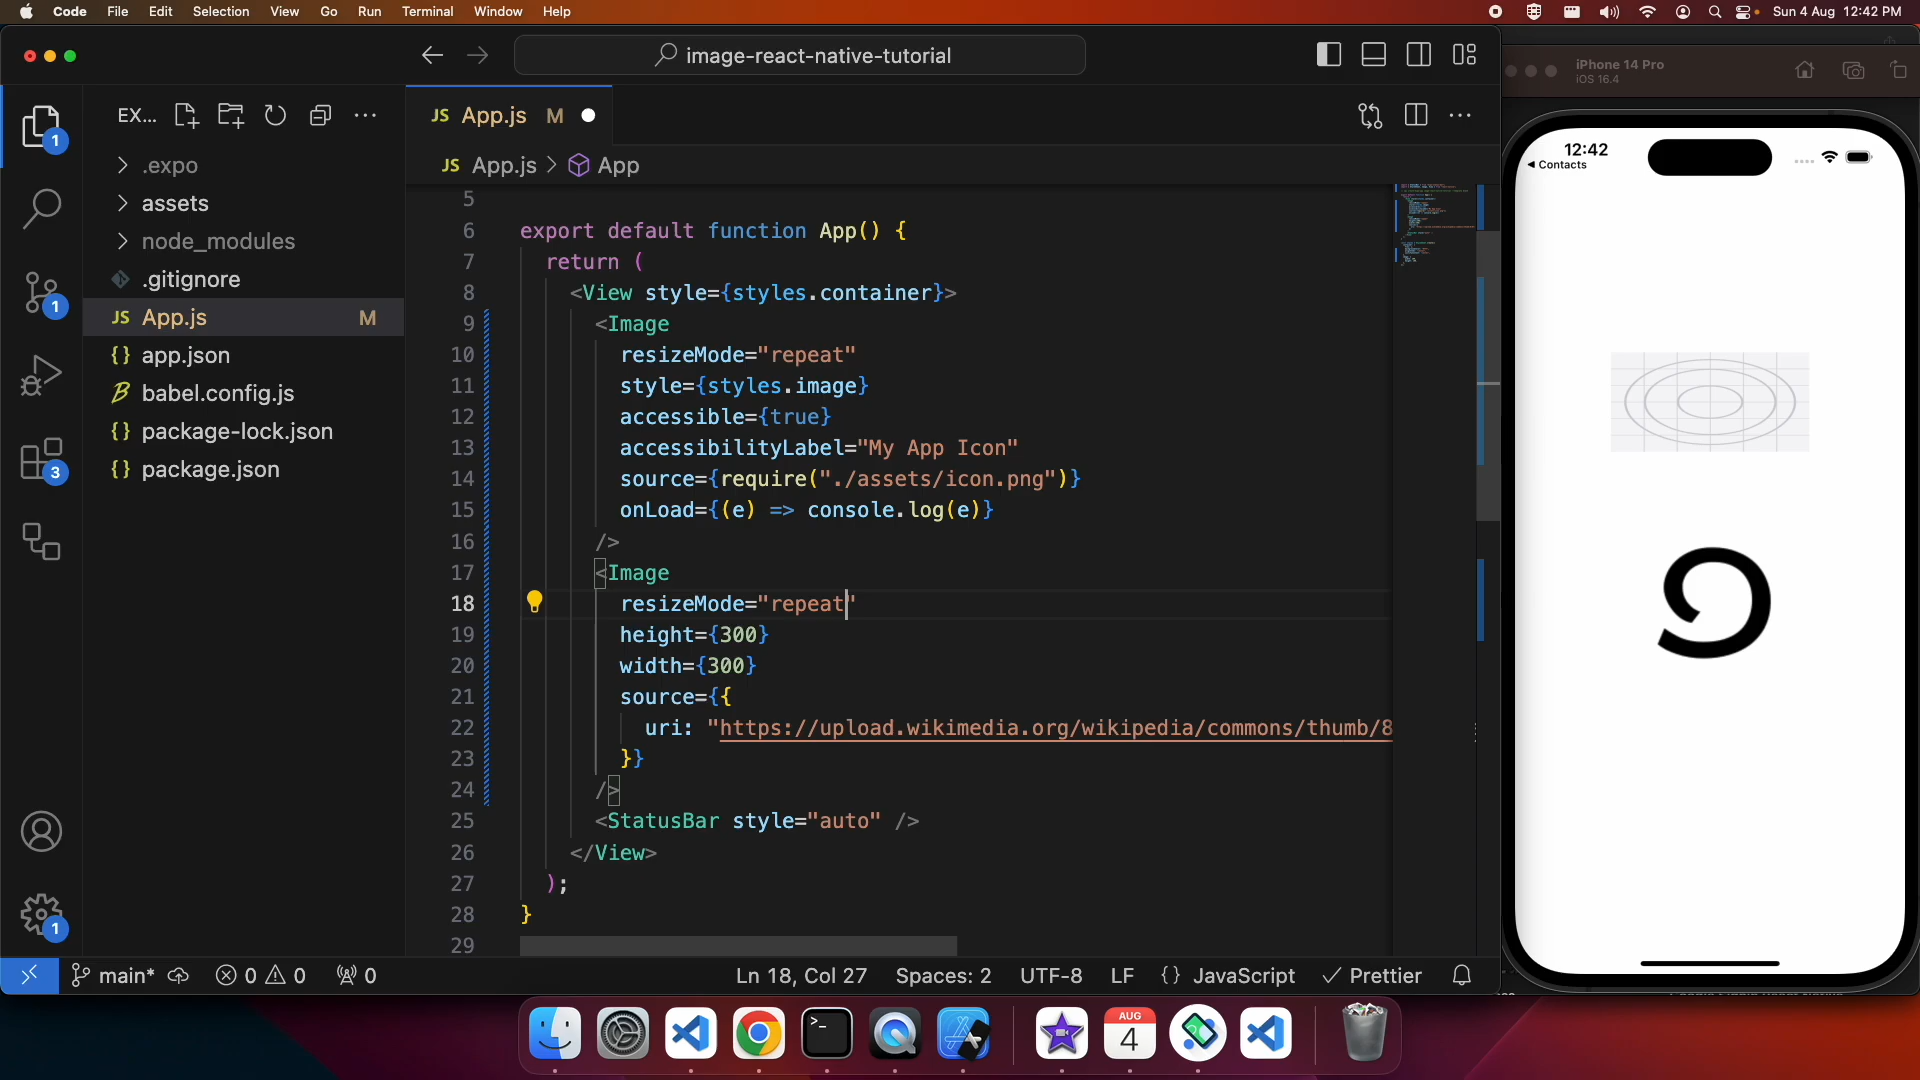 Code File Edit Selection View Go Run Terminal Window Help Sun 4 Aug 12:42 PM
image-react-native-tutorial
iPhone 14 Pro
iOS 16.4
EX...
JS App.js M
JS App.js > App
.expo
assets
node_modules
.gitignore
JS App.js M
{} app.json
babel.config.js
{} package-lock.json
{} package.json
1
1
3
1
5
6 export default function App() {
7 return (
8 <View style={styles.container}>
9 <Image
10 resizeMode="repeat"
11 style={styles.image}
12 accessible={true}
13 accessibilityLabel="My App Icon"
14 source={require("./assets/icon.png")}
15 onLoad={(e) => console.log(e)}
16 />
17 <Image
18 resizeMode="repeat"
19 height={300}
20 width={300}
21 source={{
22 uri: "https://upload.wikimedia.org/wikipedia/commons/thumb/8
23 }}
24 />
25 <StatusBar style="auto" />
26 </View>
27 );
28 }
29
12:42
◂ Contacts
main* 0 0 0 Ln 18, Col 27 Spaces: 2 UTF-8 LF {} JavaScript Prettier
AUG
4